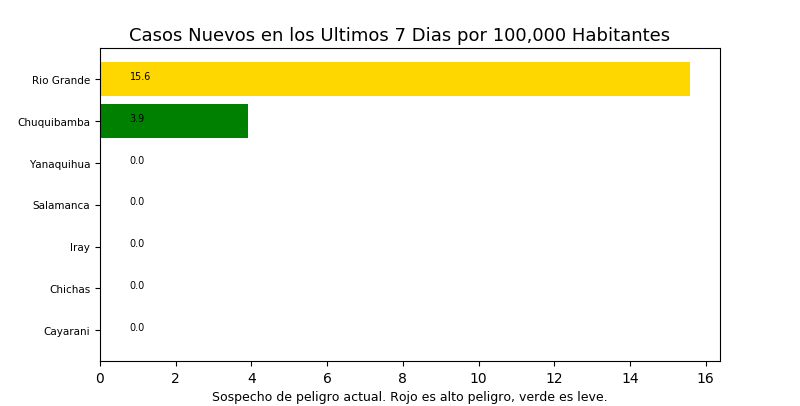 Casos Nuevos en los Ultimos 7 Dias por 100,000 Habitantes
Rio Grande 15.6
Chuquibamba 3.9
Yanaquihua 0.0
Salamanca 0.0
Iray 0.0
Chichas 0.0
Cayarani 0.0
0 2 4 6 8 10 12 14 16
Sospecho de peligro actual. Rojo es alto peligro, verde es leve.